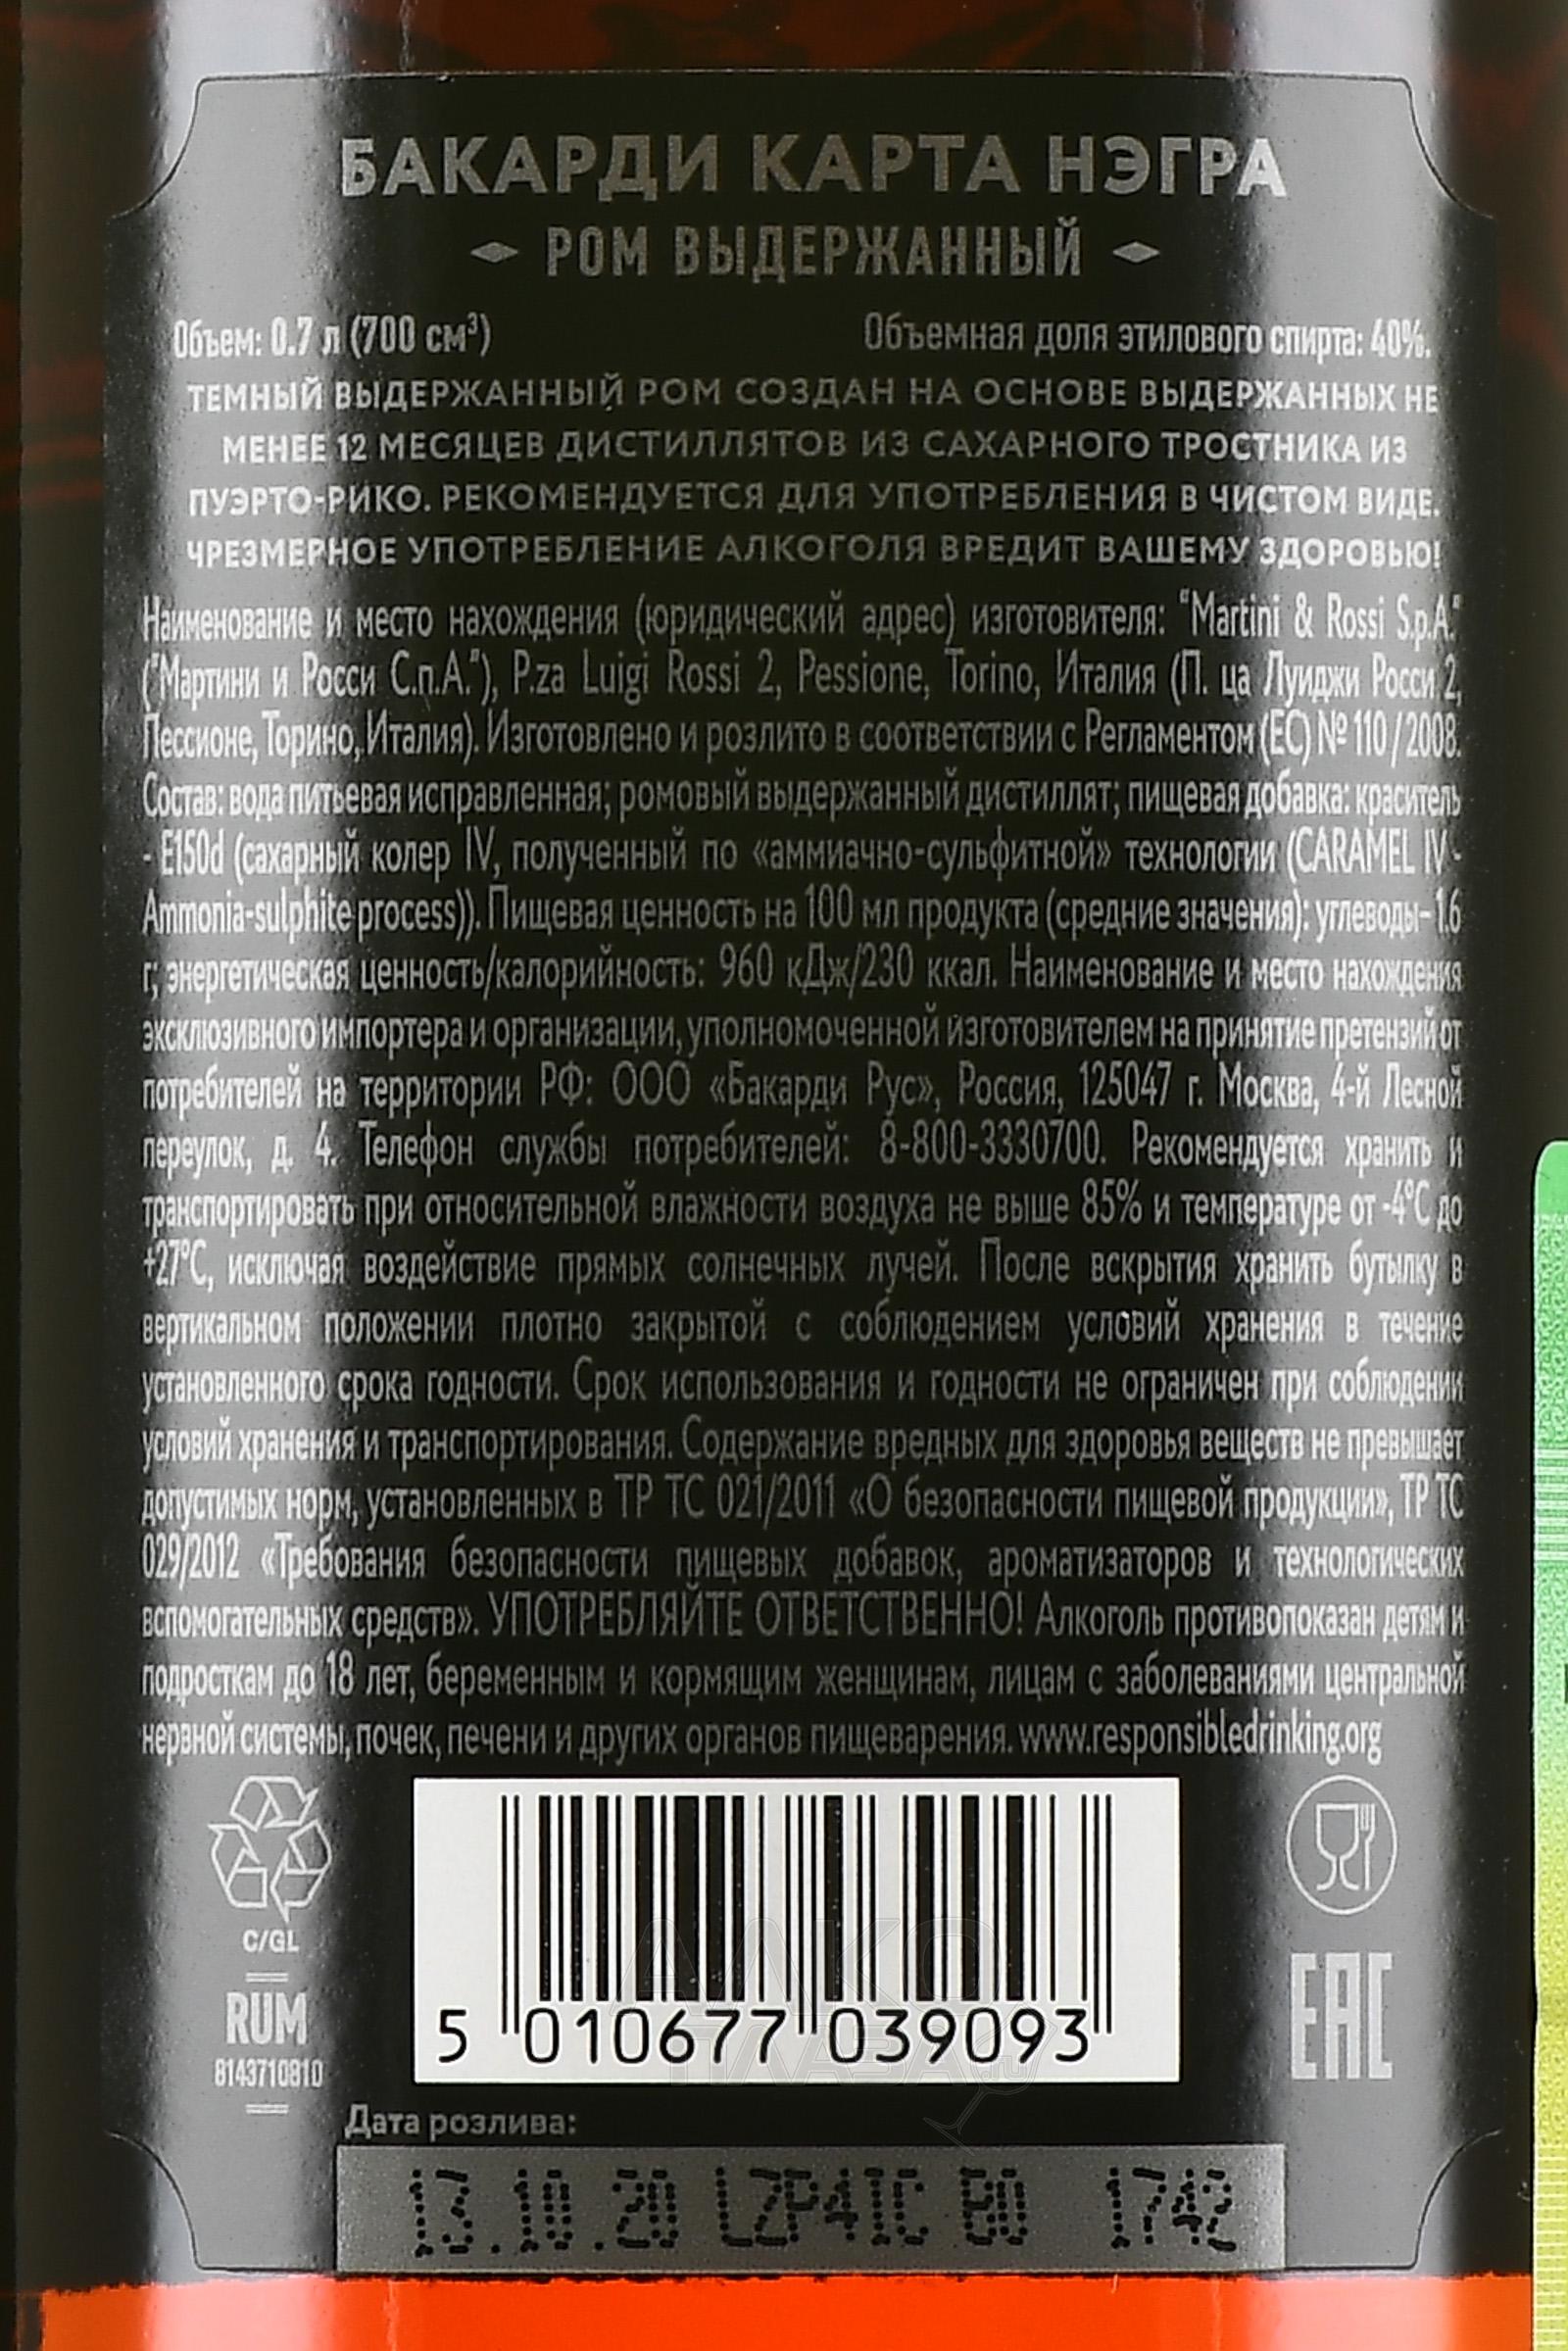 БАКАРДИ КАРТА НЭГРА
РОМ ВЫДЕРЖАННЫЙ
Объем: 0.7 л (700 см³) Объемная доля этилового спирта: 40%.
ТЕМНЫЙ ВЫДЕРЖАННЫЙ РОМ СОЗДАН НА ОСНОВЕ ВЫДЕРЖАННЫХ НЕ
МЕНЕЕ 12 МЕСЯЦЕВ ДИСТИЛЛЯТОВ ИЗ САХАРНОГО ТРОСТНИКА ИЗ
ПУЭРТО-РИКО. РЕКОМЕНДУЕТСЯ ДЛЯ УПОТРЕБЛЕНИЯ В ЧИСТОМ ВИДЕ.
ЧРЕЗМЕРНОЕ УПОТРЕБЛЕНИЕ АЛКОГОЛЯ ВРЕДИТ ВАШЕМУ ЗДОРОВЬЮ!
Наименование и место нахождения (юридический адрес) изготовителя: "Martini & Rossi S.p.A."
("Мартини и Росси С.п.А."), P.za Luigi Rossi 2, Pessione, Torino, Италия (П. ца Луиджи Росси 2,
Пессионе, Торино, Италия). Изготовлено и розлито в соответствии с Регламентом (ЕС) № 110/2008.
Состав: вода питьевая исправленная; ромовый выдержанный дистиллят; пищевая добавка: краситель
- Е150d (сахарный колер IV, полученный по «аммиачно-сульфитной» технологии (CARAMEL IV -
Ammonia-sulphite process)). Пищевая ценность на 100 мл продукта (средние значения): углеводы– 1.6
г; энергетическая ценность/калорийность: 960 кДж/230 ккал. Наименование и место нахождения
эксклюзивного импортера и организации, уполномоченной изготовителем на принятие претензий от
потребителей на территории РФ: ООО «Бакарди Рус», Россия, 125047 г. Москва, 4-й Лесной
переулок, д. 4. Телефон службы потребителей: 8-800-3330700. Рекомендуется хранить и
транспортировать при относительной влажности воздуха не выше 85% и температуре от -4°C до
+27°C, исключая воздействие прямых солнечных лучей. После вскрытия хранить бутылку в
вертикальном положении плотно закрытой с соблюдением условий хранения в течение
установленного срока годности. Срок использования и годности не ограничен при соблюдении
условий хранения и транспортирования. Содержание вредных для здоровья веществ не превышает
допустимых норм, установленных в ТР ТС 021/2011 «О безопасности пищевой продукции», ТР ТС
029/2012 «Требования безопасности пищевых добавок, ароматизаторов и технологических
вспомогательных средств». УПОТРЕБЛЯЙТЕ ОТВЕТСТВЕННО! Алкоголь противопоказан детям и
подросткам до 18 лет, беременным и кормящим женщинам, лицам с заболеваниями центральной
нервной системы, почек, печени и других органов пищеварения. www.responsibledrinking.org
C/GL
RUM
8143710810
5 010677 039093
EAC
Дата розлива:
13.10.20 LZPA1C 60 1742
АЛКО
ПЛАЗА.ru